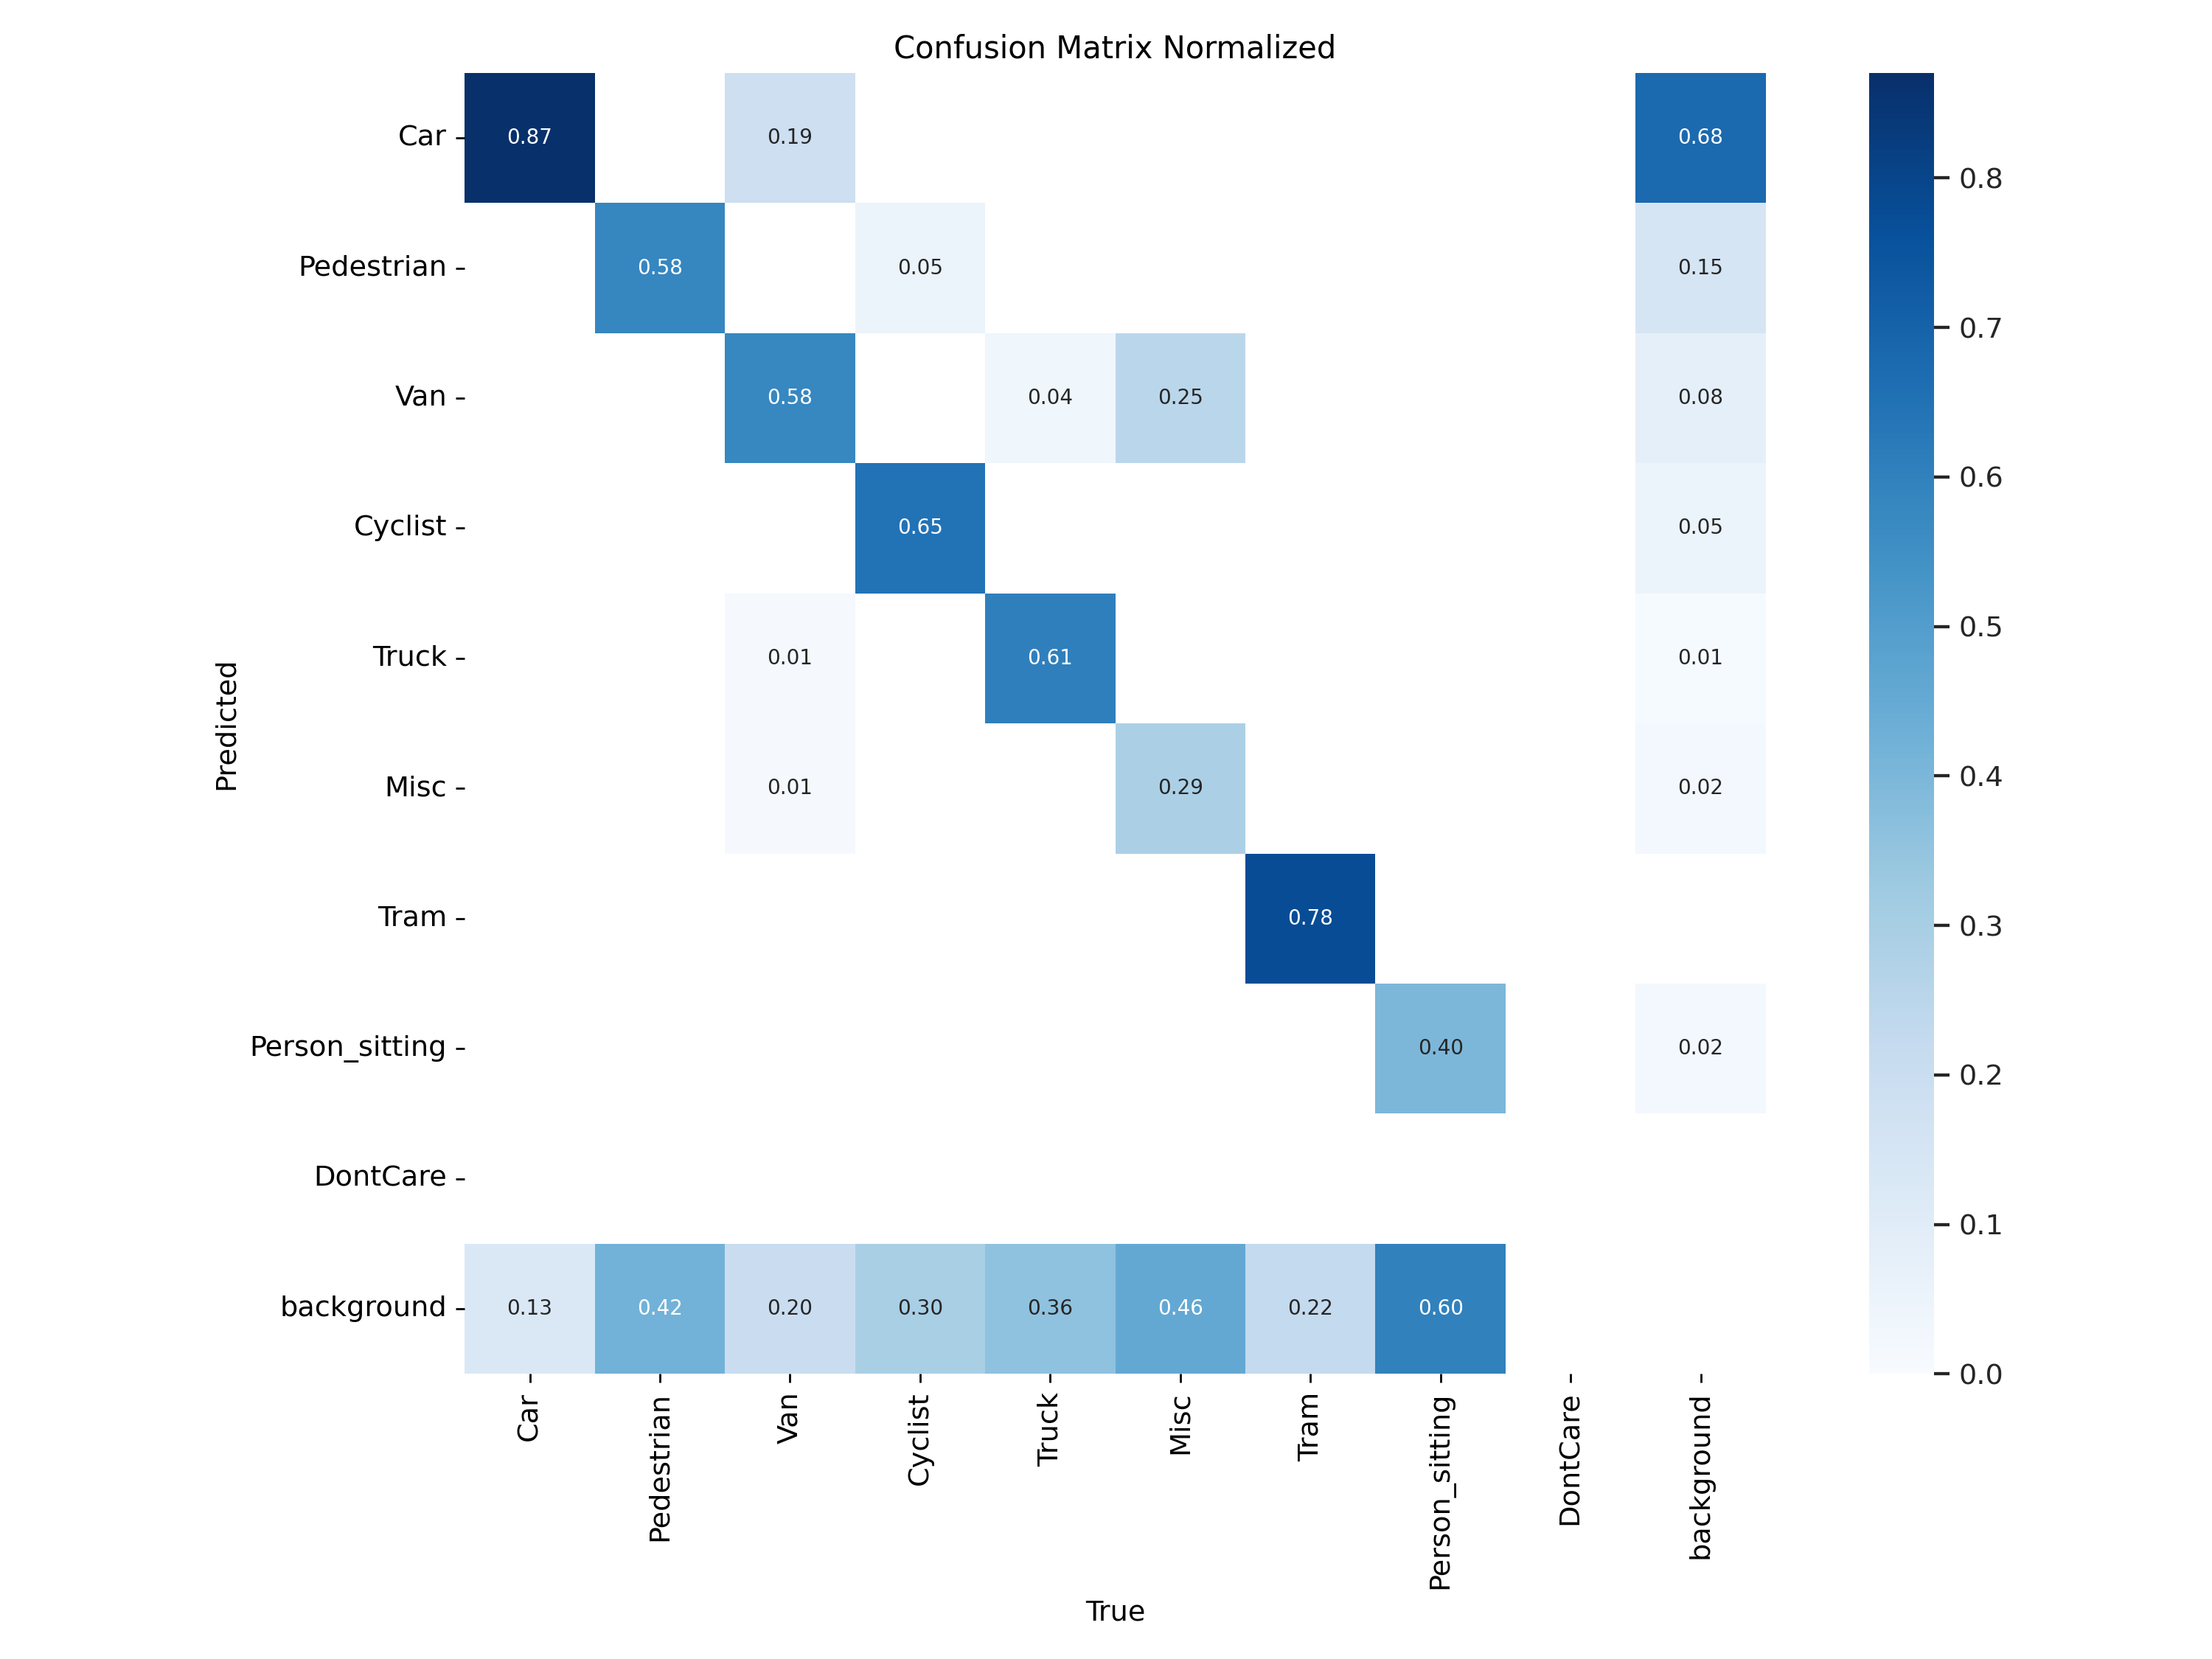 Confusion Matrix Normalized
Car
0.87
0.19
0.68
0.8
Pedestrian
0.58
0.05
0.15
0.7
Van
0.58
0.04
0.25
0.08
0.6
Cyclist
0.65
0.05
0.5
Truck
0.01
0.61
0.01
Predicted
Misc
0.01
0.29
0.02
0.4
Tram
0.78
0.3
Person_sitting
0.40
0.02
0.2
DontCare
0.1
background
0.13
0.42
0.20
0.30
0.36
0.46
0.22
0.60
0.0
Car
Pedestrian
Van
Cyclist
Truck
Misc
Tram
Person_sitting
DontCare
background
True